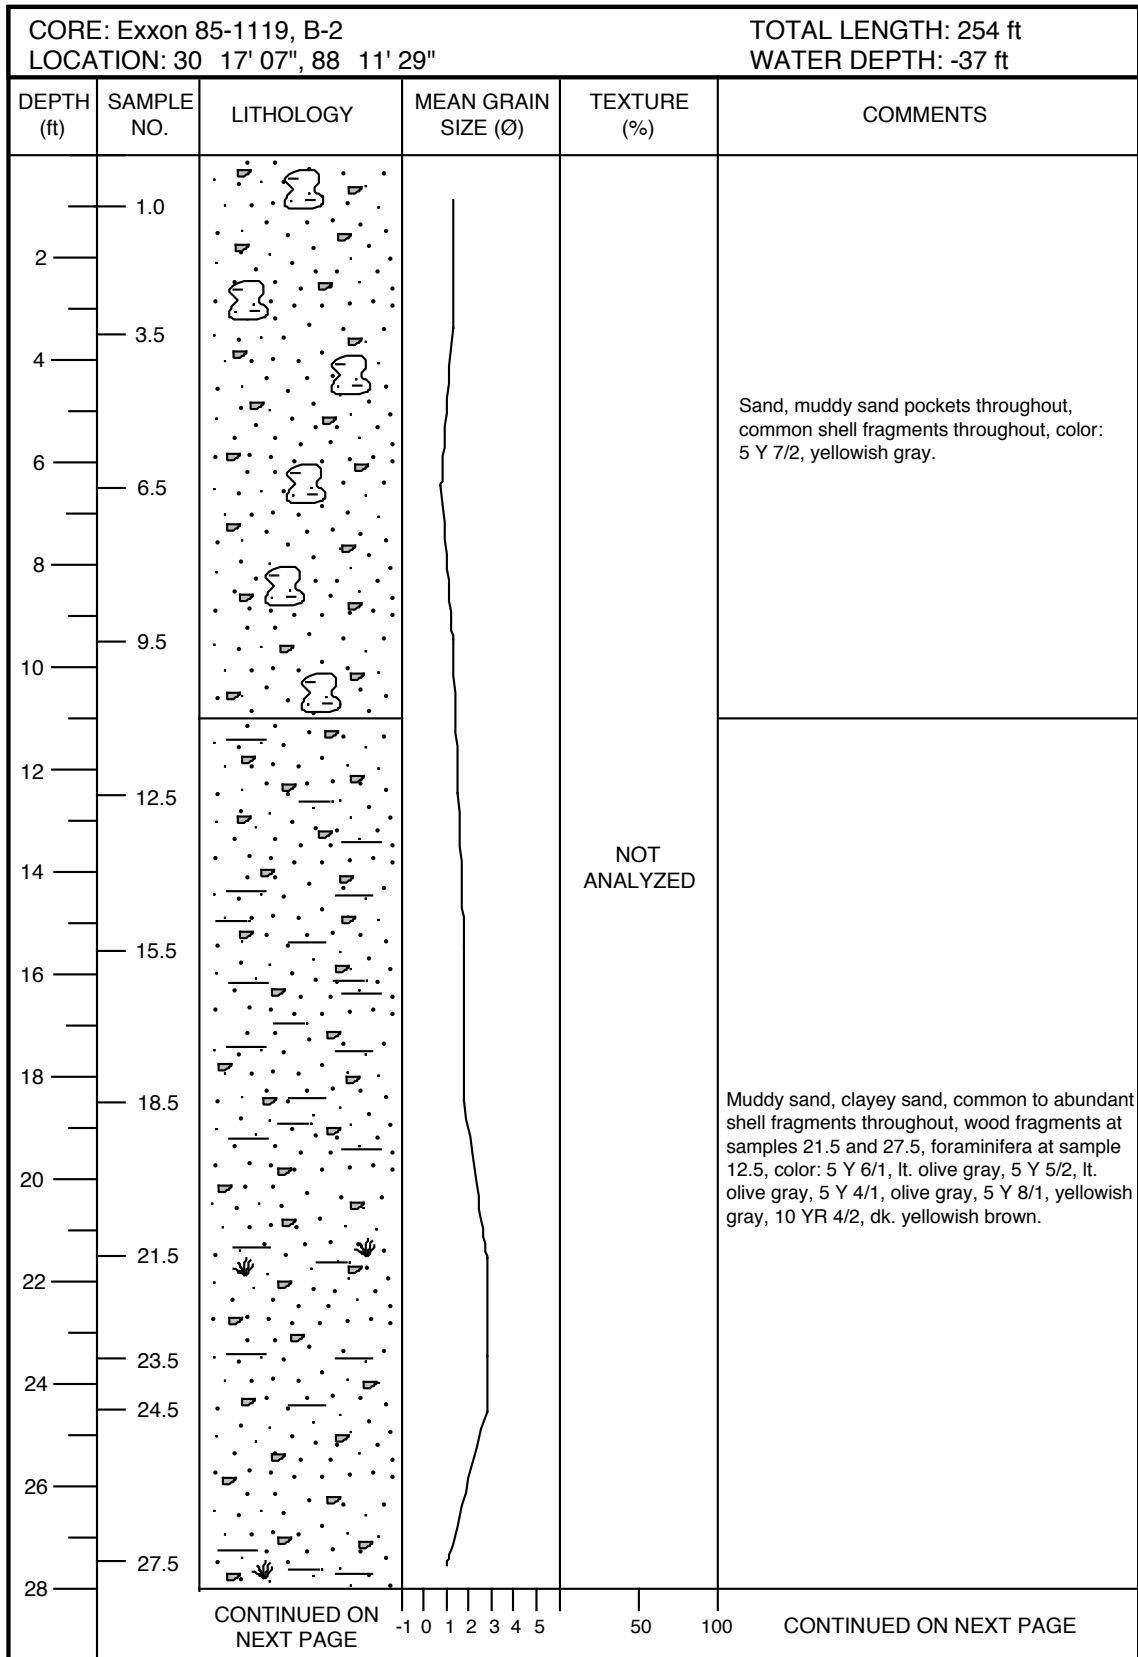 CORE: Exxon 85-1119, B-2
TOTAL LENGTH: 254 ft
LOCATION: 30 17' 07", 88 11' 29"
WATER DEPTH: -37 ft
DEPTH
(ft)
SAMPLE
NO.
LITHOLOGY
MEAN GRAIN
SIZE (Ø)
TEXTURE
(%)
COMMENTS
1.0
2
3.5
4
6
6.5
8
9.5
10
12
12.5
14
15.5
16
18
18.5
20
21.5
22
23.5
24
24.5
26
27.5
28
NOT
ANALYZED
Sand, muddy sand pockets throughout,
common shell fragments throughout, color:
5 Y 7/2, yellowish gray.
Muddy sand, clayey sand, common to abundant
shell fragments throughout, wood fragments at
samples 21.5 and 27.5, foraminifera at sample
12.5, color: 5 Y 6/1, lt. olive gray, 5 Y 5/2, lt.
olive gray, 5 Y 4/1, olive gray, 5 Y 8/1, yellowish
gray, 10 YR 4/2, dk. yellowish brown.
CONTINUED ON
NEXT PAGE
-1 0 1 2 3 4 5
50 100
CONTINUED ON NEXT PAGE